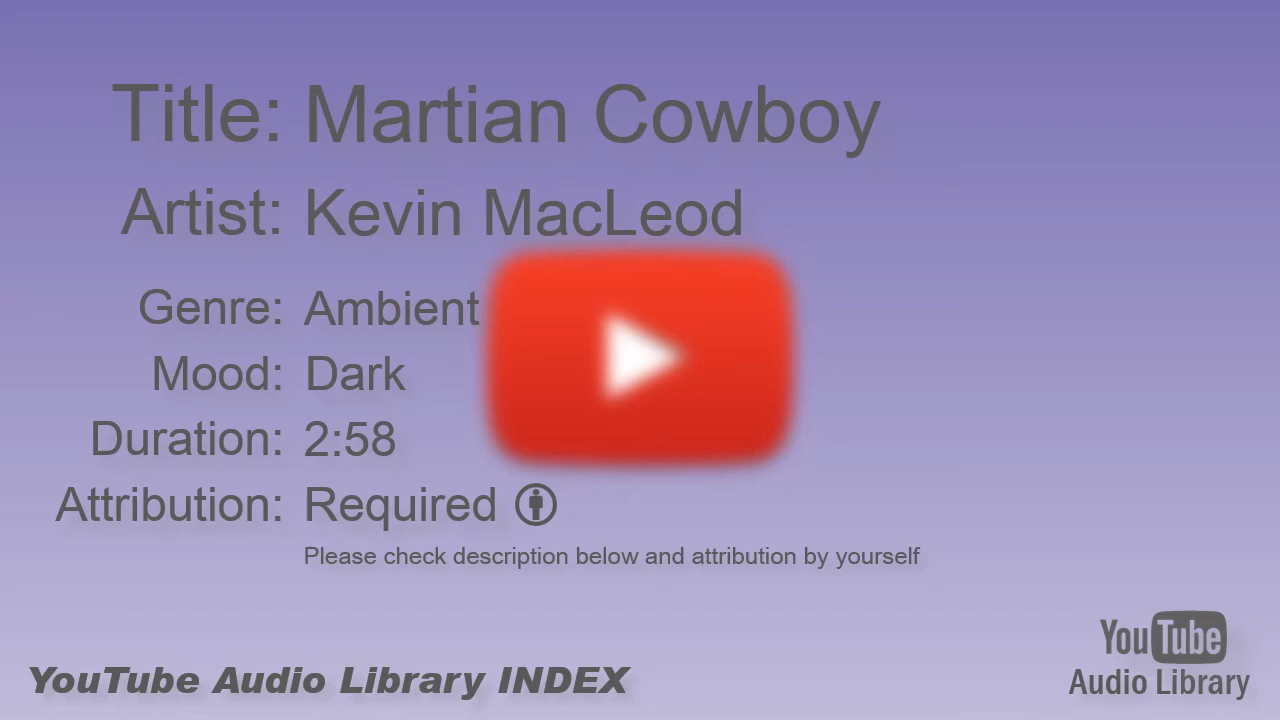 Title: Martian Cowboy
Artist: Kevin MacLeod
Genre: Ambient
Mood: Dark
Duration: 2:58
Attribution: Required
Please check description below and attribution by yourself
YouTube Audio Library INDEX
YouTube
Audio Library